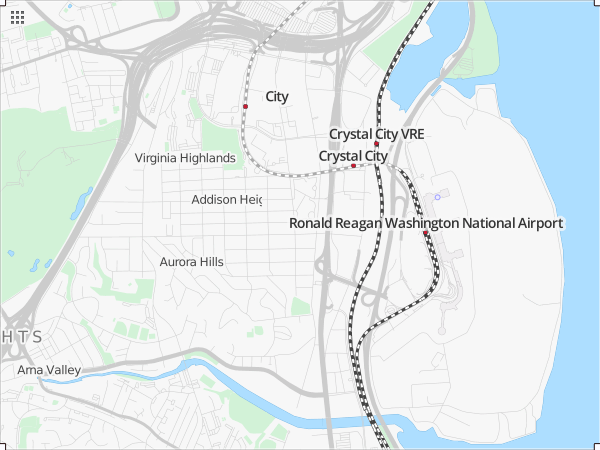 City
Crystal City VRE
Crystal City
Virginia Highlands
Addison Heig
Ronald Reagan Washington National Airport
Aurora Hills
HTS
Arna Valley